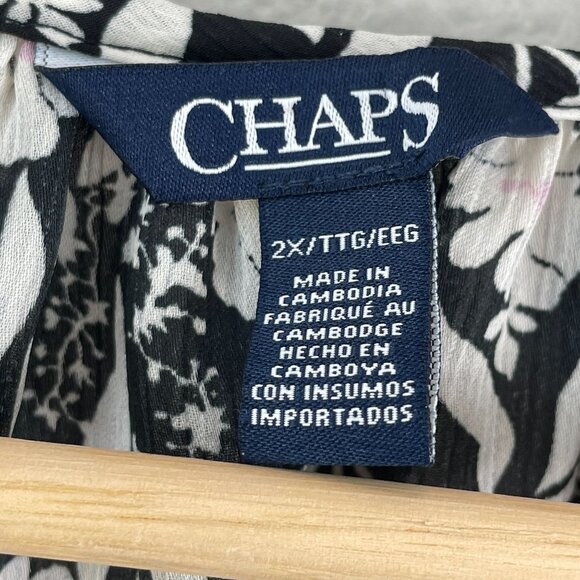 CHAPS
2X/TTG/EEG
MADE IN
CAMBODIA
FABRIQUÉ AU
CAMBODGE
HECHO EN
CAMBOYA
CON INSUMOS
IMPORTADOS